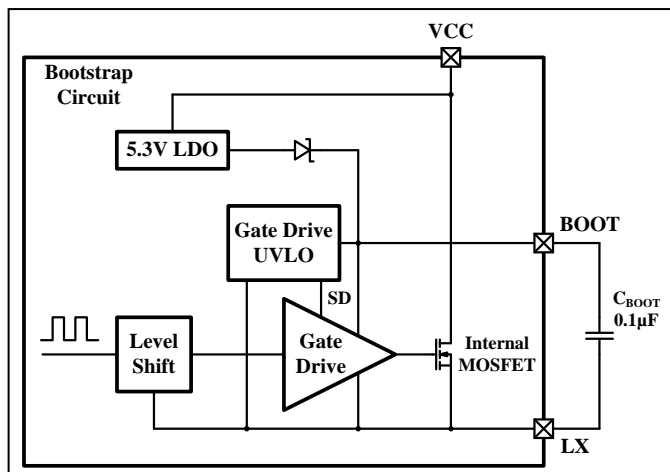 VCC
Bootstrap
Circuit
5.3V LDO
BOOT
Gate Drive
UVLO
SD
C_BOOT
0.1µF
Level
Shift
Gate
Drive
Internal
MOSFET
LX